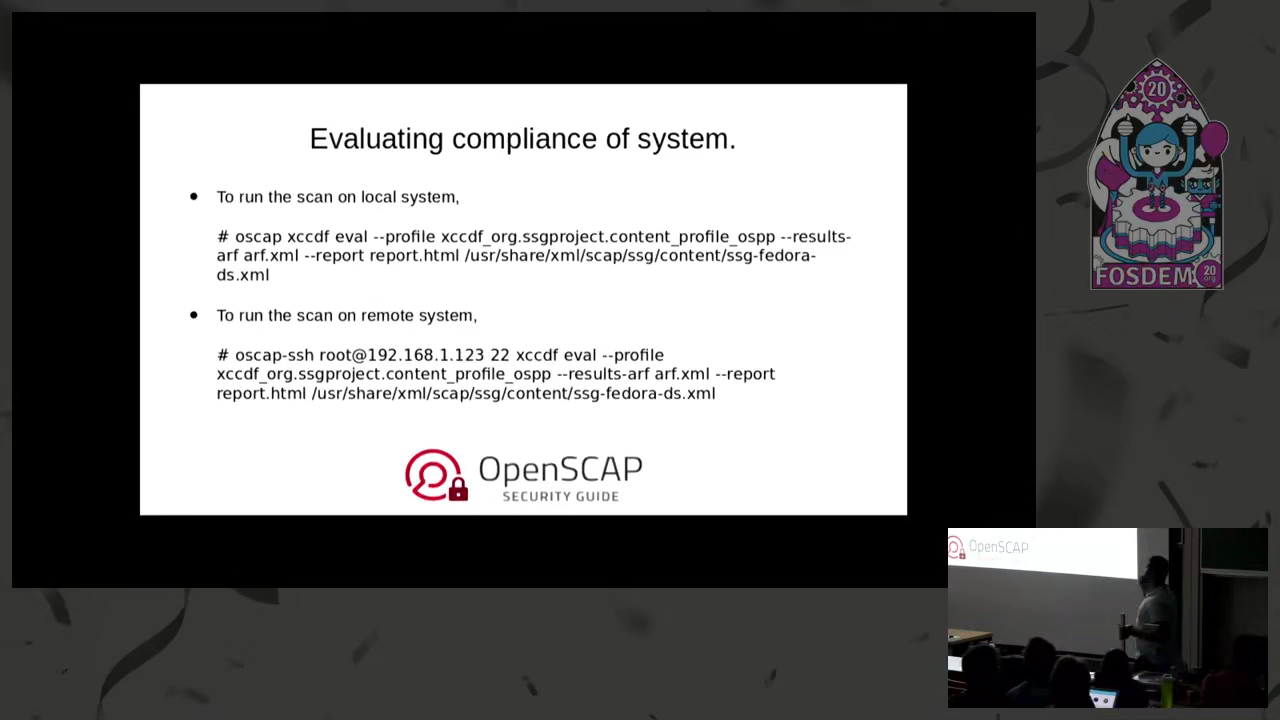 Evaluating compliance of system.
● To run the scan on local system,
# oscap xccdf eval --profile xccdf_org.ssgproject.content_profile_ospp --results-
arf arf.xml --report report.html /usr/share/xml/scap/ssg/content/ssg-fedora-
ds.xml
● To run the scan on remote system,
# oscap-ssh root@192.168.1.123 22 xccdf eval --profile
xccdf_org.ssgproject.content_profile_ospp --results-arf arf.xml --report
report.html /usr/share/xml/scap/ssg/content/ssg-fedora-ds.xml
OpenSCAP
SECURITY GUIDE
20
FOSDEM
20
org
OpenSCAP